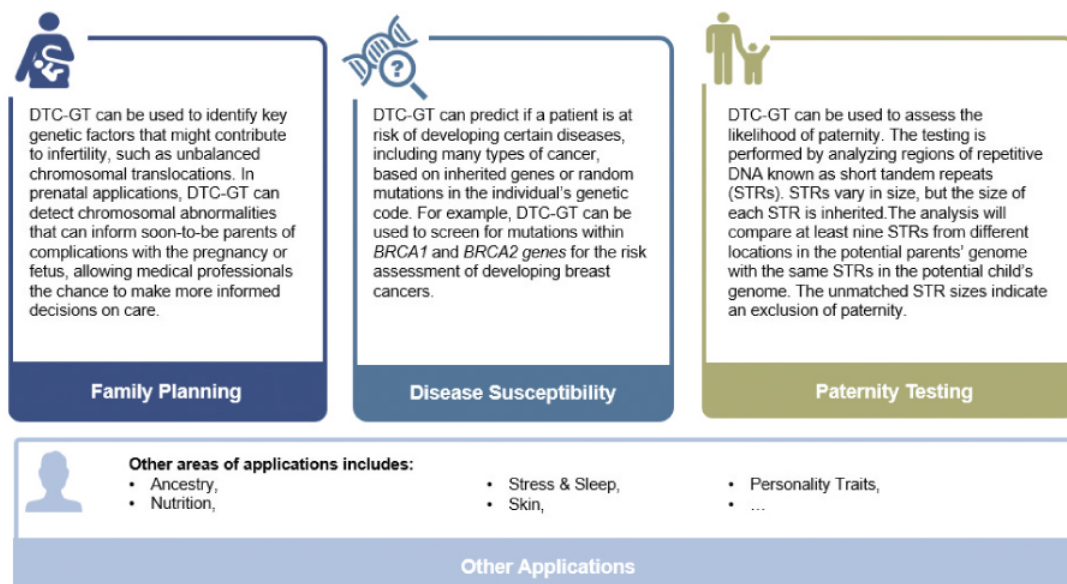 DTC-GT can be used to identify key
genetic factors that might contribute
to infertility, such as unbalanced
chromosomal translocations. In
prenatal applications, DTC-GT can
detect chromosomal abnormalities
that can inform soon-to-be parents of
complications with the pregnancy or
fetus, allowing medical professionals
the chance to make more informed
decisions on care.
Family Planning
?
DTC-GT can predict if a patient is at
risk of developing certain diseases,
including many types of cancer,
based on inherited genes or random
mutations in the individual's genetic
code. For example, DTC-GT can be
used to screen for mutations within
BRCA1 and BRCA2 genes for the risk
assessment of developing breast
cancers.
Disease Susceptibility
DTC-GT can be used to assess the
likelihood of paternity. The testing is
performed by analyzing regions of repetitive
DNA known as short tandem repeats
(STRs). STRs vary in size, but the size of
each STR is inherited.The analysis will
compare at least nine STRs from different
locations in the potential parents' genome
with the same STRs in the potential child's
genome. The unmatched STR sizes indicate
an exclusion of paternity.
Paternity Testing
Other areas of applications includes:
• Ancestry,
• Nutrition,
• Stress & Sleep,
• Skin,
• Personality Traits,
• …
Other Applications